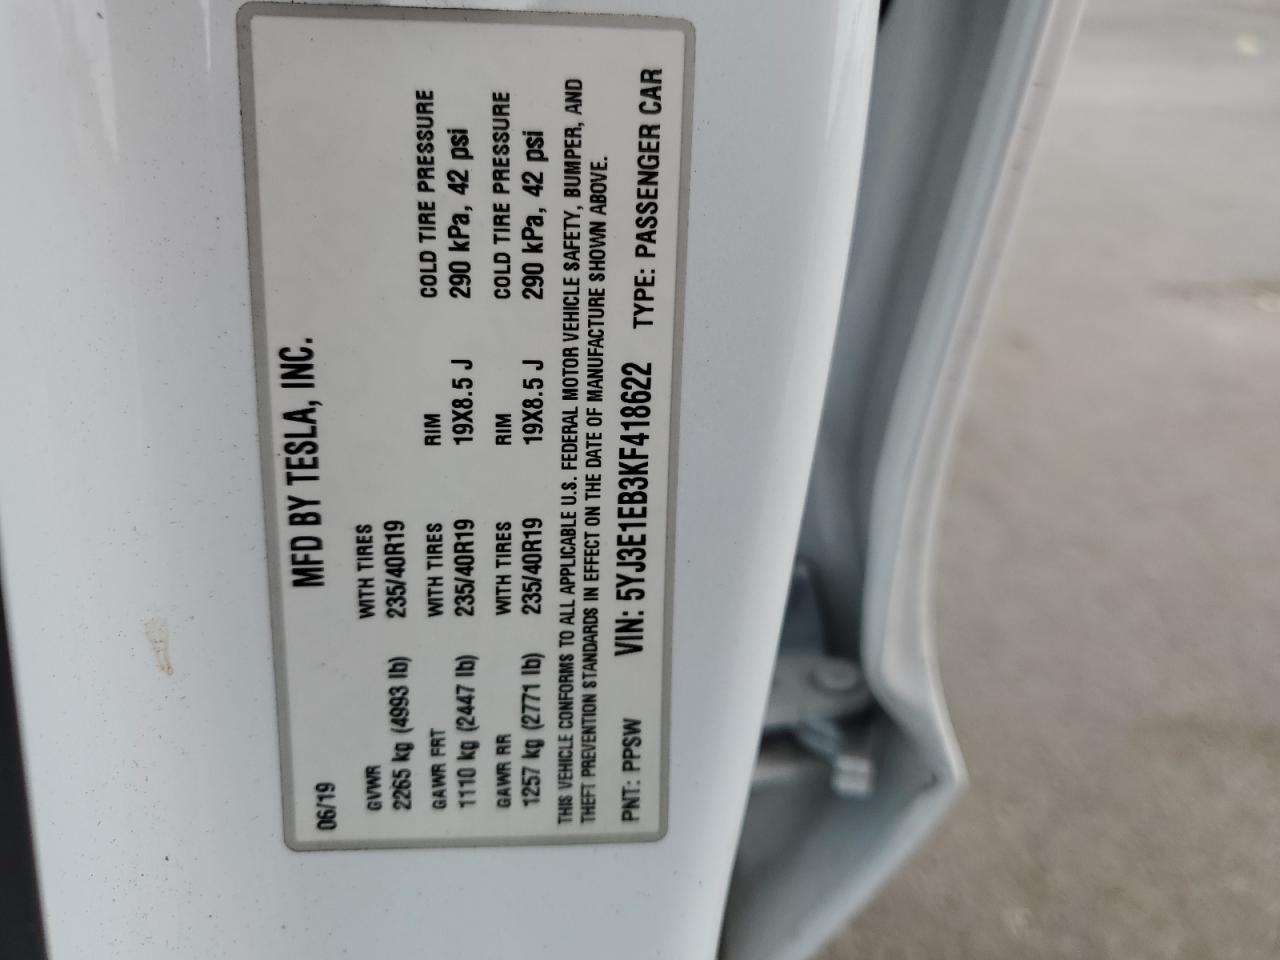 MFD BY TESLA, INC.
06/19
GVWR WITH TIRES
2265 kg (4993 lb) 235/40R19
GAWR FRT WITH TIRES RIM COLD TIRE PRESSURE
1110 kg (2447 lb) 235/40R19 19X8.5 J 290 kPa, 42 psi
GAWR RR WITH TIRES RIM COLD TIRE PRESSURE
1257 kg (2771 lb) 235/40R19 19X8.5 J 290 kPa, 42 psi
THIS VEHICLE CONFORMS TO ALL APPLICABLE U.S. FEDERAL MOTOR VEHICLE SAFETY, BUMPER, AND
THEFT PREVENTION STANDARDS IN EFFECT ON THE DATE OF MANUFACTURE SHOWN ABOVE.
PNT: PPSW VIN: 5YJ3E1EB3KF418622 TYPE: PASSENGER CAR